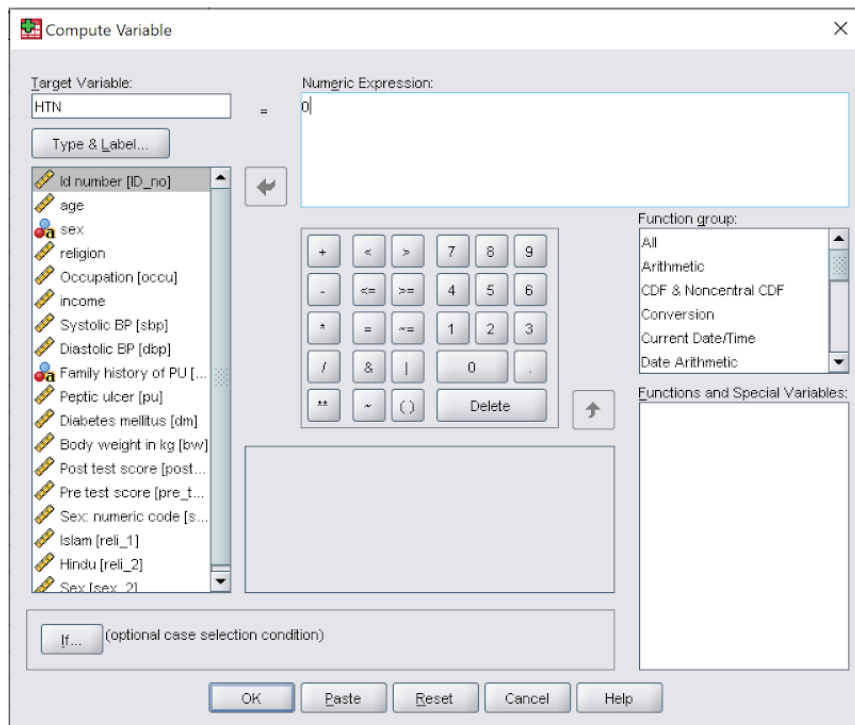 Compute Variable
Target Variable:
HTN
=
Numeric Expression:
0
Type & Label...
Id number [ID_no]
age
sex
religion
Occupation [occu]
income
Systolic BP [sbp]
Diastolic BP [dbp]
Family history of PU [...
Peptic ulcer [pu]
Diabetes mellitus [dm]
Body weight in kg [bw]
Post test score [post...
Pre test score [pre_t...
Sex: numeric code [s...
Islam [reli_1]
Hindu [reli_2]
Sex [sex_2]
+ < > 7 8 9
- <= >= 4 5 6
* = ~= 1 2 3
/ & | 0 .
** ~ ( ) Delete
Function group:
All
Arithmetic
CDF & Noncentral CDF
Conversion
Current Date/Time
Date Arithmetic
Functions and Special Variables:
If... (optional case selection condition)
OK Paste Reset Cancel Help